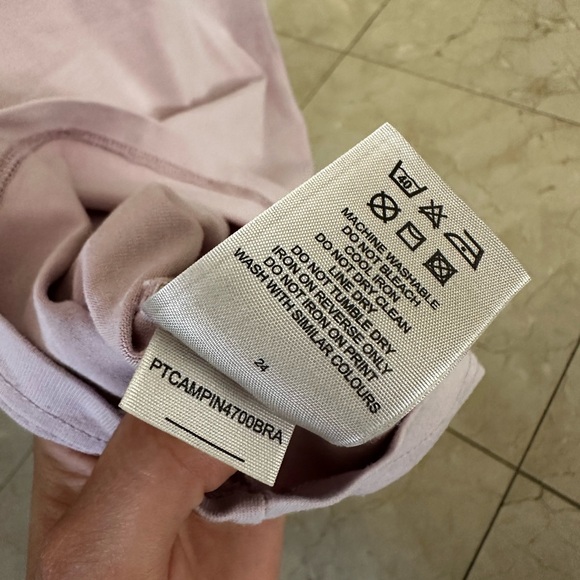 40
MACHINE WASHABLE
DO NOT BLEACH
COOL IRON
DO NOT DRY CLEAN
LINE DRY
DO NOT TUMBLE DRY
IRON ON REVERSE ONLY
DO NOT IRON ON PRINT
WASH WITH SIMILAR COLOURS
24
PTCAMPIN4700BRA